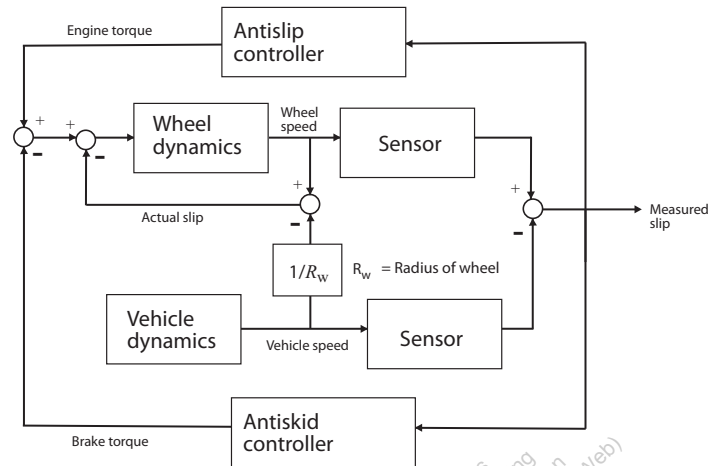 Engine torque
Antislip
controller
+
−
+
−
Wheel
dynamics
Wheel
speed
Sensor
+
−
Actual slip
+
−
Measured
slip
1/Rw
Rw = Radius of wheel
Vehicle
dynamics
Vehicle speed
Sensor
Brake torque
Antiskid
controller
Web)